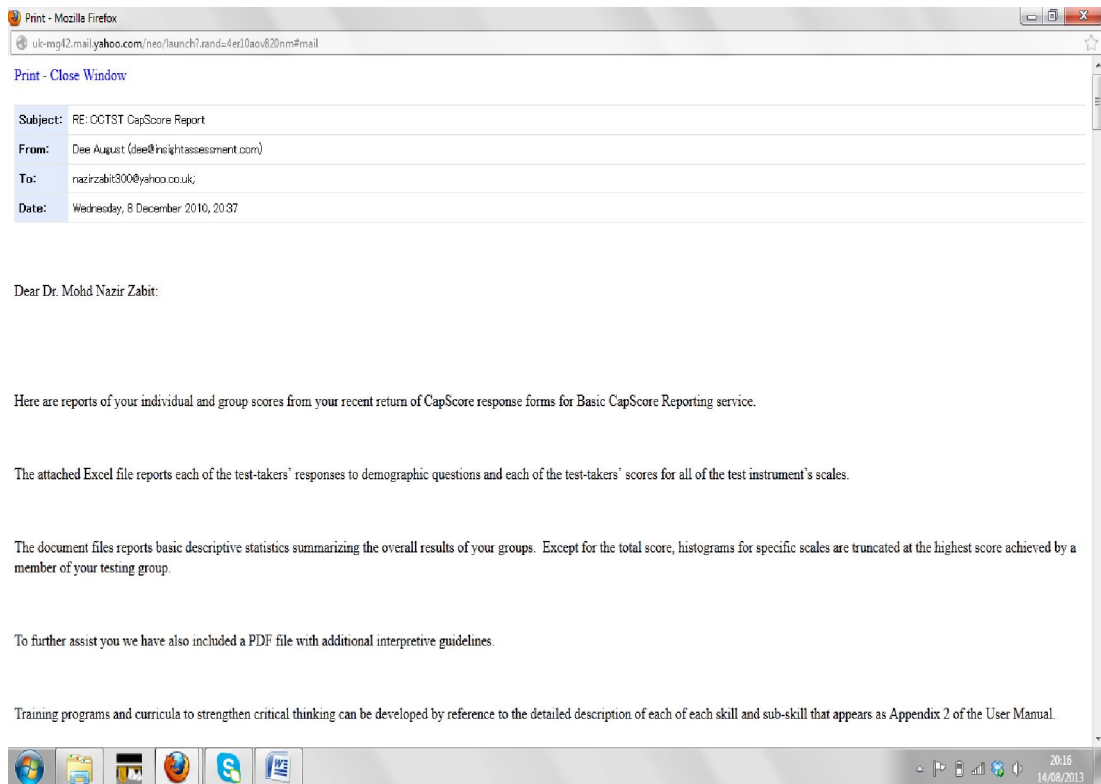 Print - Mozilla Firefox
uk-mg42.mail.yahoo.com/neo/launch?.rand=4er10aov820nm#mail
Print - Close Window
Subject: RE: CCTST CapScore Report
From: Dee August (dee@insightassessment.com)
To: nazirzabit300@yahoo.co.uk;
Date: Wednesday, 8 December 2010, 20:37
Dear Dr. Mohd Nazir Zabit:
Here are reports of your individual and group scores from your recent return of CapScore response forms for Basic CapScore Reporting service.
The attached Excel file reports each of the test-takers’ responses to demographic questions and each of the test-takers’ scores for all of the test instrument’s scales.
The document files reports basic descriptive statistics summarizing the overall results of your groups. Except for the total score, histograms for specific scales are truncated at the highest score achieved by a
member of your testing group.
To further assist you we have also included a PDF file with additional interpretive guidelines.
Training programs and curricula to strengthen critical thinking can be developed by reference to the detailed description of each of each skill and sub-skill that appears as Appendix 2 of the User Manual.
20:16
14/08/2013